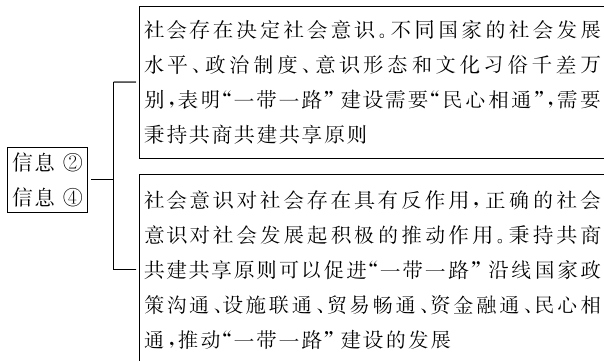 社会存在决定社会意识。不同国家的社会发展
水平、政治制度、意识形态和文化习俗千差万
别,表明“一带一路”建设需要“民心相通”,需要
秉持共商共建共享原则
信息 ②
信息 ④
社会意识对社会存在具有反作用,正确的社会
意识对社会发展起积极的推动作用。秉持共商
共建共享原则可以促进“一带一路”沿线国家政
策沟通、设施联通、贸易畅通、资金融通、民心相
通,推动“一带一路”建设的发展